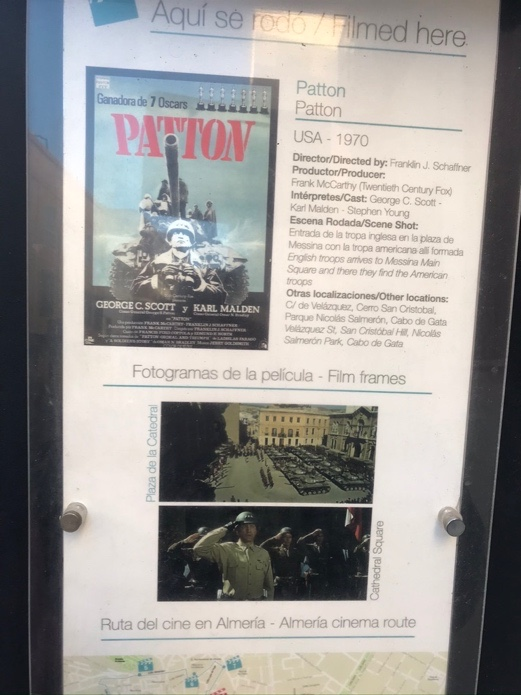 Aquí se rodó / Filmed here
Ganadora de 7 Oscars
PATTON
GEORGE C. SCOTT y KARL MALDEN
Patton
Patton
USA - 1970
Director/Directed by: Franklin J. Schaffner
Productor/Producer:
Frank McCarthy (Twentieth Century Fox)
Intérpretes/Cast: George C. Scott -
Karl Malden - Stephen Young
Escena Rodada/Scene Shot:
Entrada de la tropa inglesa en la plaza de
Messina con la tropa americana allí formada
English troops arrives to Messina Main
Square and there they find the American
troops
Otras localizaciones/Other locations:
C/ de Velázquez, Cerro San Cristobal,
Parque Nicolás Salmerón, Cabo de Gata
Velázquez St, San Cristóbal Hill, Nicolás
Salmerón Park, Cabo de Gata
Fotogramas de la película - Film frames
Plaza de la Catedral
Cathedral Square
Ruta del cine en Almería - Almería cinema route